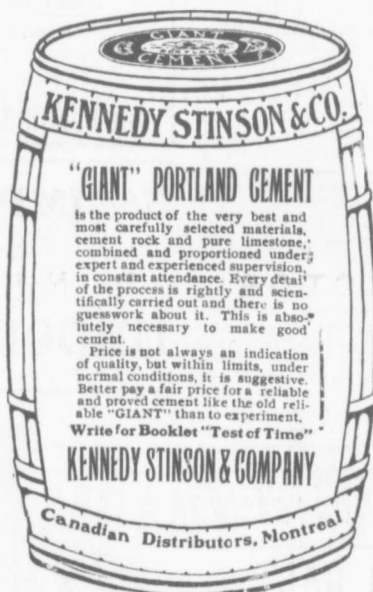 GIANT
PORTLAND
CEMENT
KENNEDY STINSON & CO.
"GIANT" PORTLAND CEMENT
is the product of the very best and
most carefully selected materials,
cement rock and pure limestone,
combined and proportioned under
expert and experienced supervision,
in constant attendance. Every detai
of the process is rightly and scien-
tifically carried out and there is no
guesswork about it. This is abso-
lutely necessary to make good
cement.
Price is not always an indication
of quality, but within limits, under
normal conditions, it is suggestive.
Better pay a fair price for a reliable
and proved cement like the old reli-
able "GIANT" than to experiment.
Write for Booklet "Test of Time"
KENNEDY STINSON & COMPANY
Canadian Distributors, Montreal